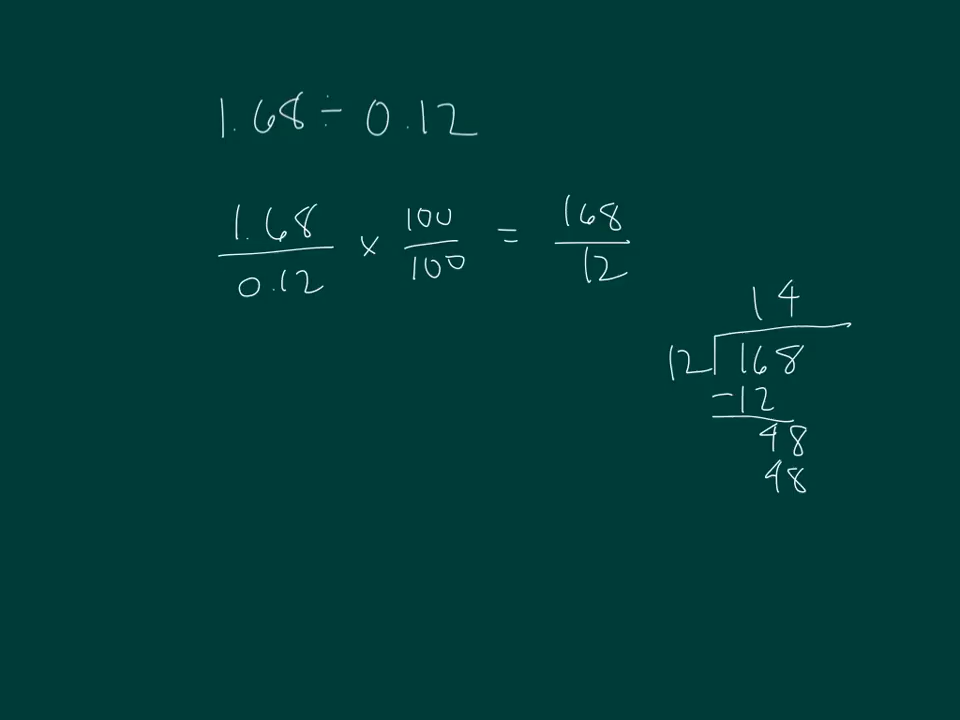 1.68 ÷ 0.12
1.68 / 0.12 × 100 / 100 = 168 / 12
14
12 168
-12
48
48